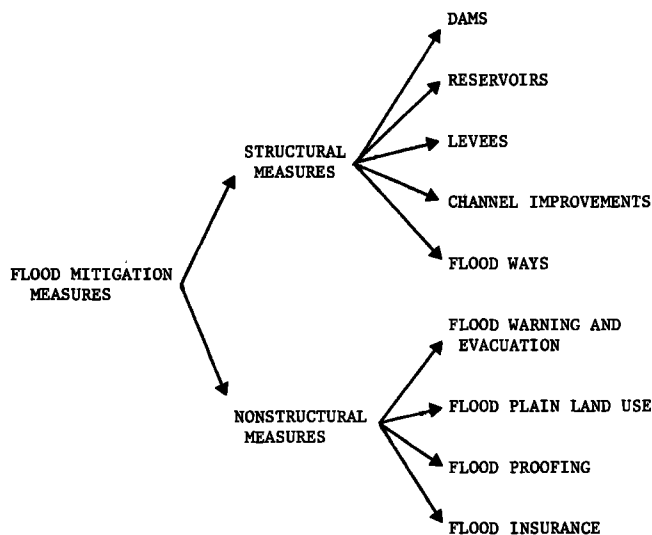 DAMS
RESERVOIRS
STRUCTURAL
MEASURES
LEVEES
CHANNEL IMPROVEMENTS
FLOOD WAYS
FLOOD MITIGATION
MEASURES
FLOOD WARNING AND
EVACUATION
NONSTRUCTURAL
MEASURES
FLOOD PLAIN LAND USE
FLOOD PROOFING
FLOOD INSURANCE